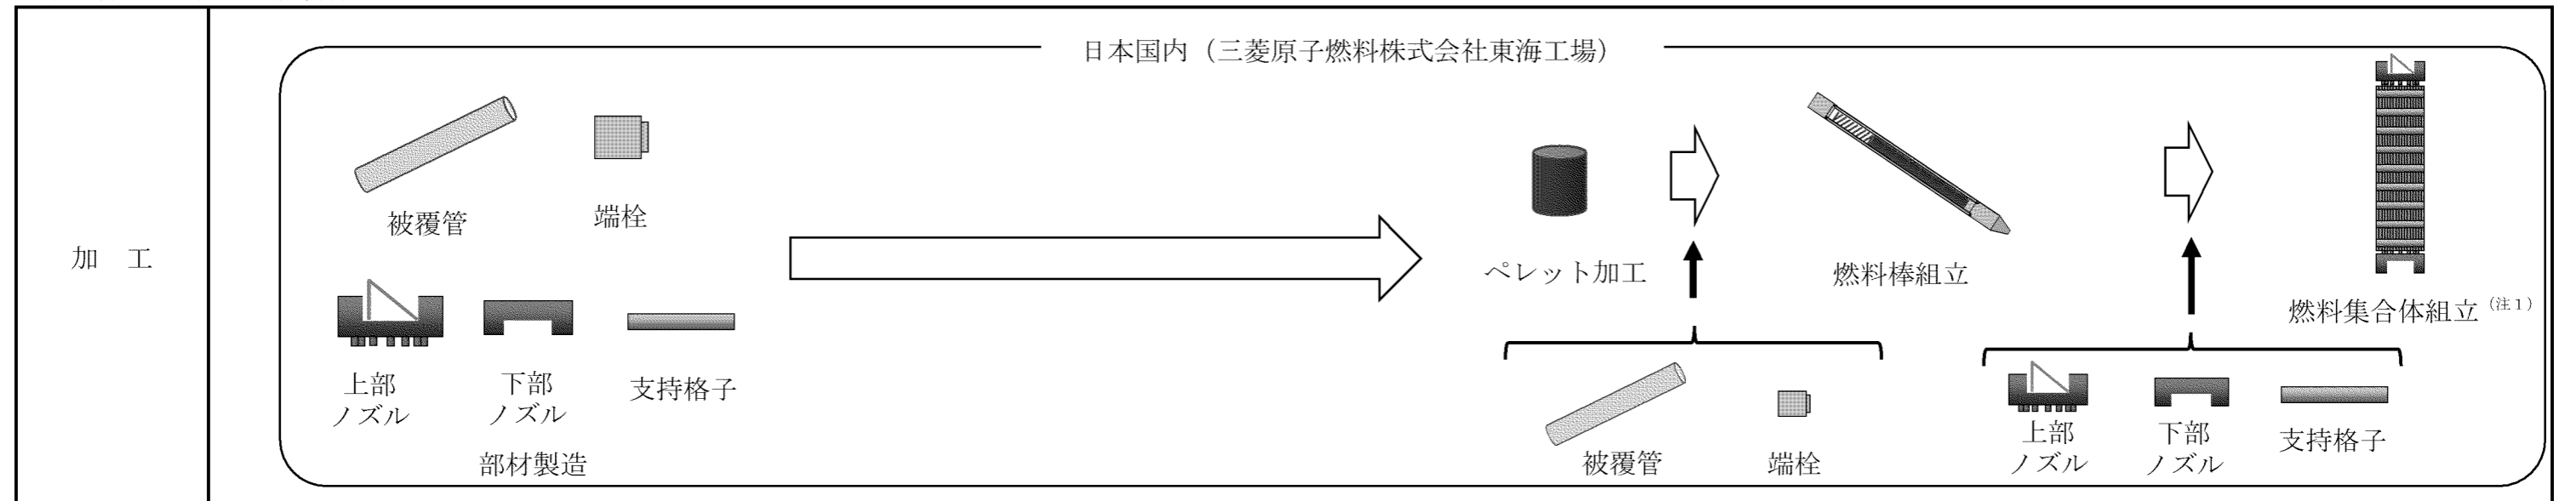 加　工
日本国内（三菱原子燃料株式会社東海工場）
被覆管
端栓
上部
ノズル
下部
ノズル
支持格子
部材製造
ペレット加工
燃料棒組立
燃料集合体組立（注１）
被覆管
端栓
上部
ノズル
下部
ノズル
支持格子